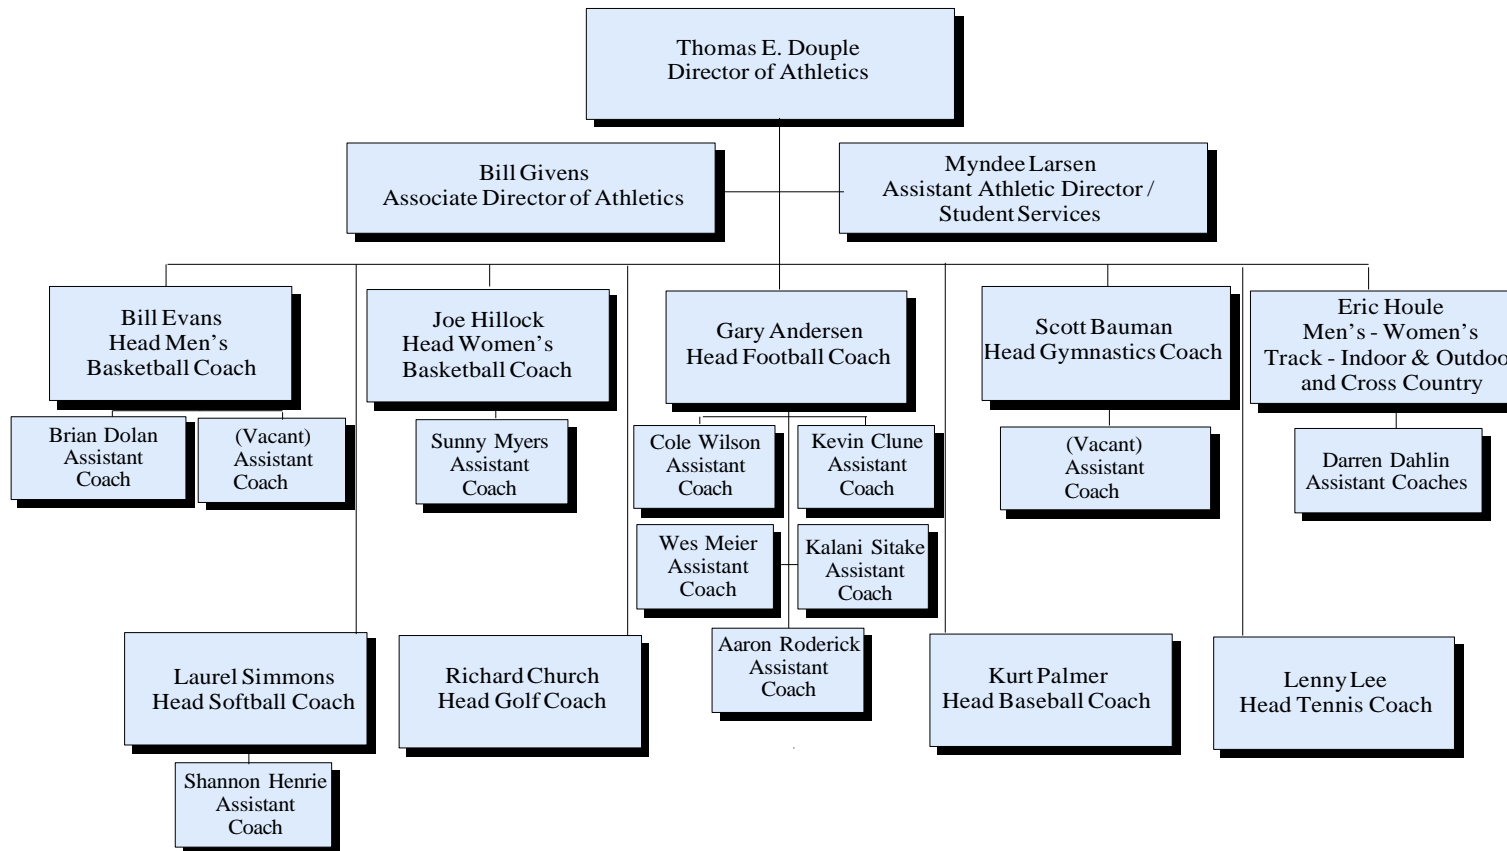 Thomas E. Douple
Director of Athletics
Bill Givens
Associate Director of Athletics
Myndee Larsen
Assistant Athletic Director /
Student Services
Bill Evans
Head Men's
Basketball Coach
Joe Hillock
Head Women's
Basketball Coach
Gary Andersen
Head Football Coach
Scott Bauman
Head Gymnastics Coach
Eric Houle
Men's - Women's
Track - Indoor & Outdoo
and Cross Country
Brian Dolan
Assistant
Coach
(Vacant)
Assistant
Coach
Sunny Myers
Assistant
Coach
Cole Wilson
Assistant
Coach
Kevin Clune
Assistant
Coach
(Vacant)
Assistant
Coach
Darren Dahlin
Assistant Coaches
Wes Meier
Assistant
Coach
Kalani Sitake
Assistant
Coach
Aaron Roderick
Assistant
Coach
Laurel Simmons
Head Softball Coach
Richard Church
Head Golf Coach
Kurt Palmer
Head Baseball Coach
Lenny Lee
Head Tennis Coach
Shannon Henrie
Assistant
Coach